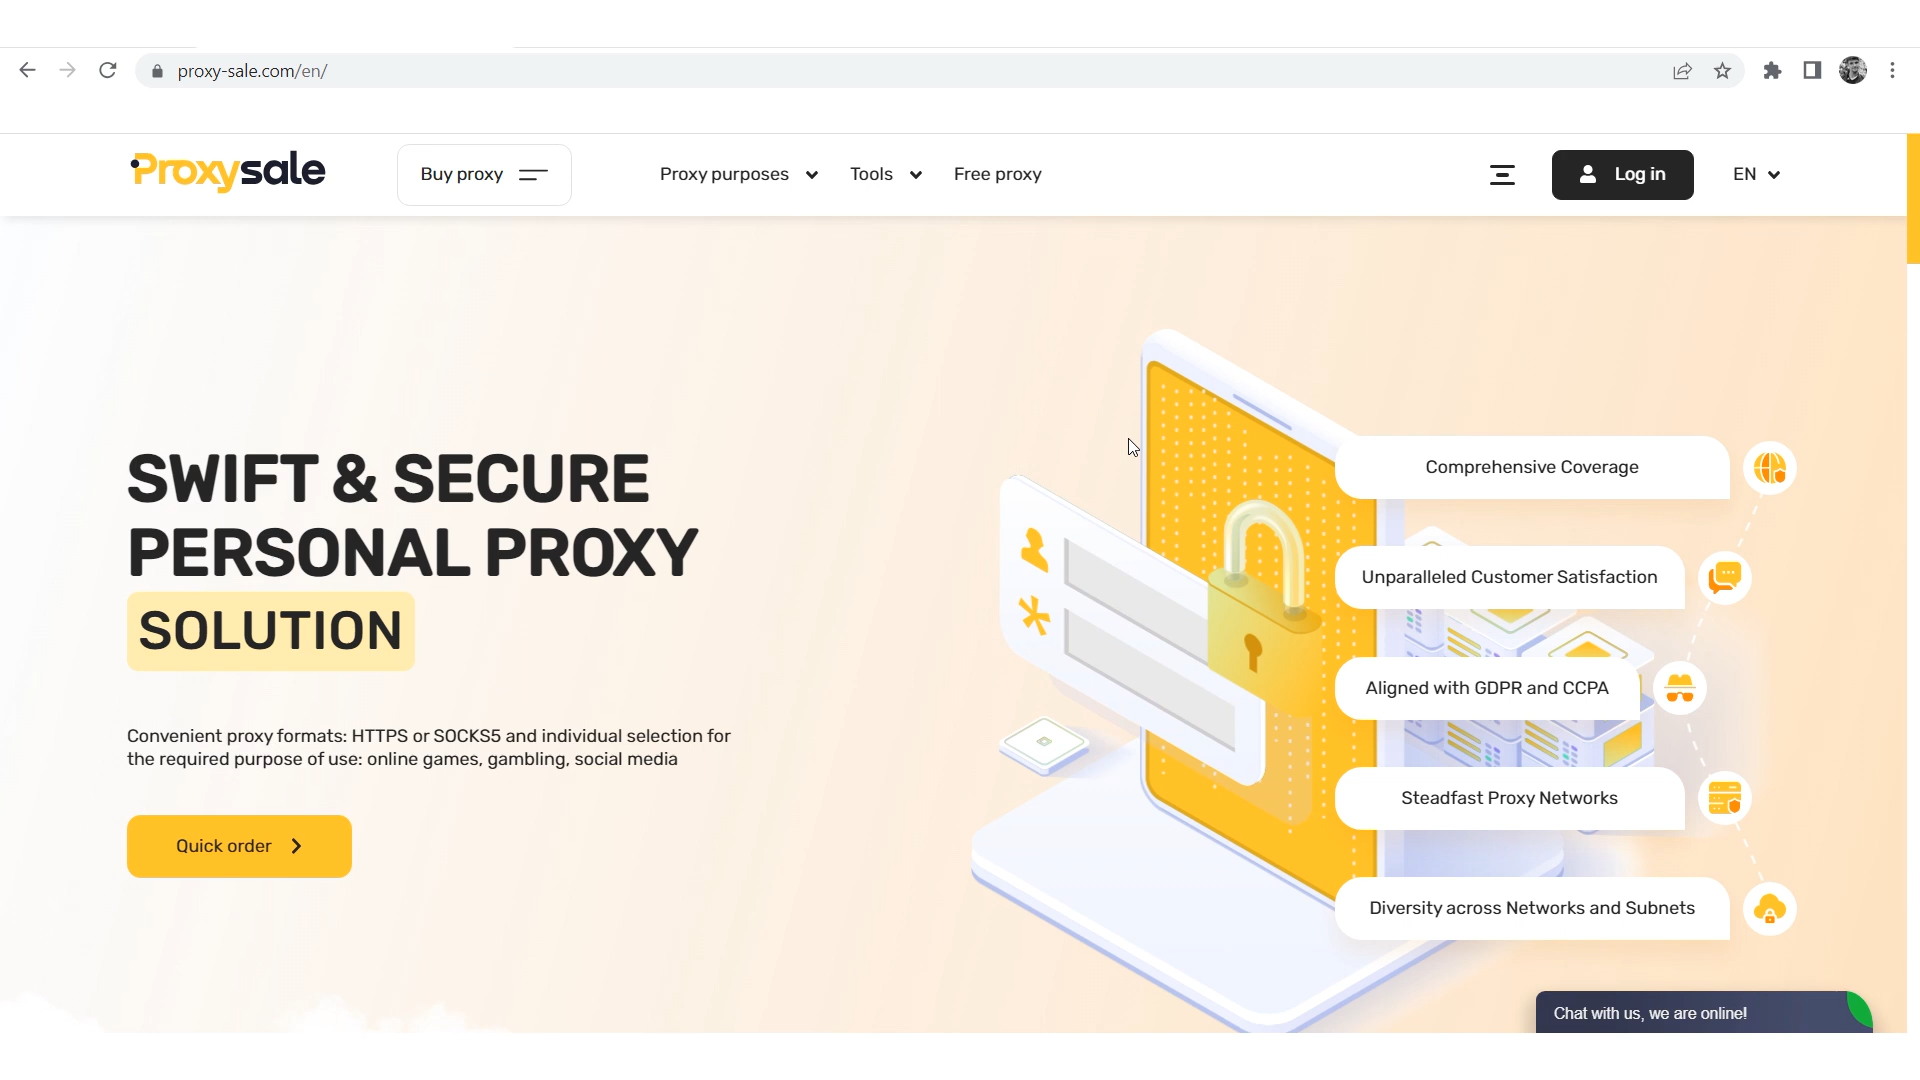 proxy-sale.com/en/
Proxysale
Buy proxy
Proxy purposes
Tools
Free proxy
Log in
EN
SWIFT & SECURE
PERSONAL PROXY
SOLUTION
Convenient proxy formats: HTTPS or SOCKS5 and individual selection for
the required purpose of use: online games, gambling, social media
Quick order
Comprehensive Coverage
Unparalleled Customer Satisfaction
Aligned with GDPR and CCPA
Steadfast Proxy Networks
Diversity across Networks and Subnets
Chat with us, we are online!